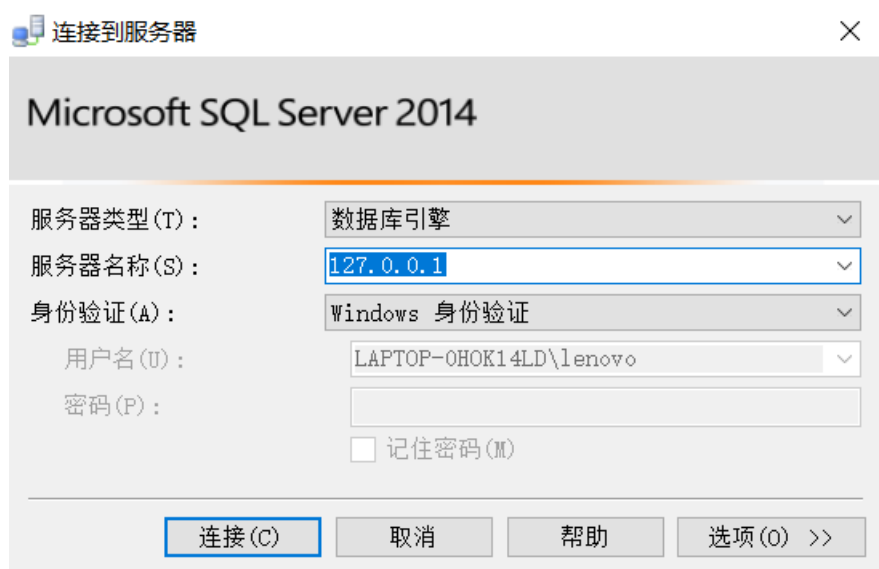 连接到服务器
Microsoft SQL Server 2014
服务器类型(T): 数据库引擎
服务器名称(S): 127.0.0.1
身份验证(A): Windows 身份验证
用户名(U): LAPTOP-0HOK14LD\lenovo
密码(P):
记住密码(M)
连接(C) 取消 帮助 选项(O) >>